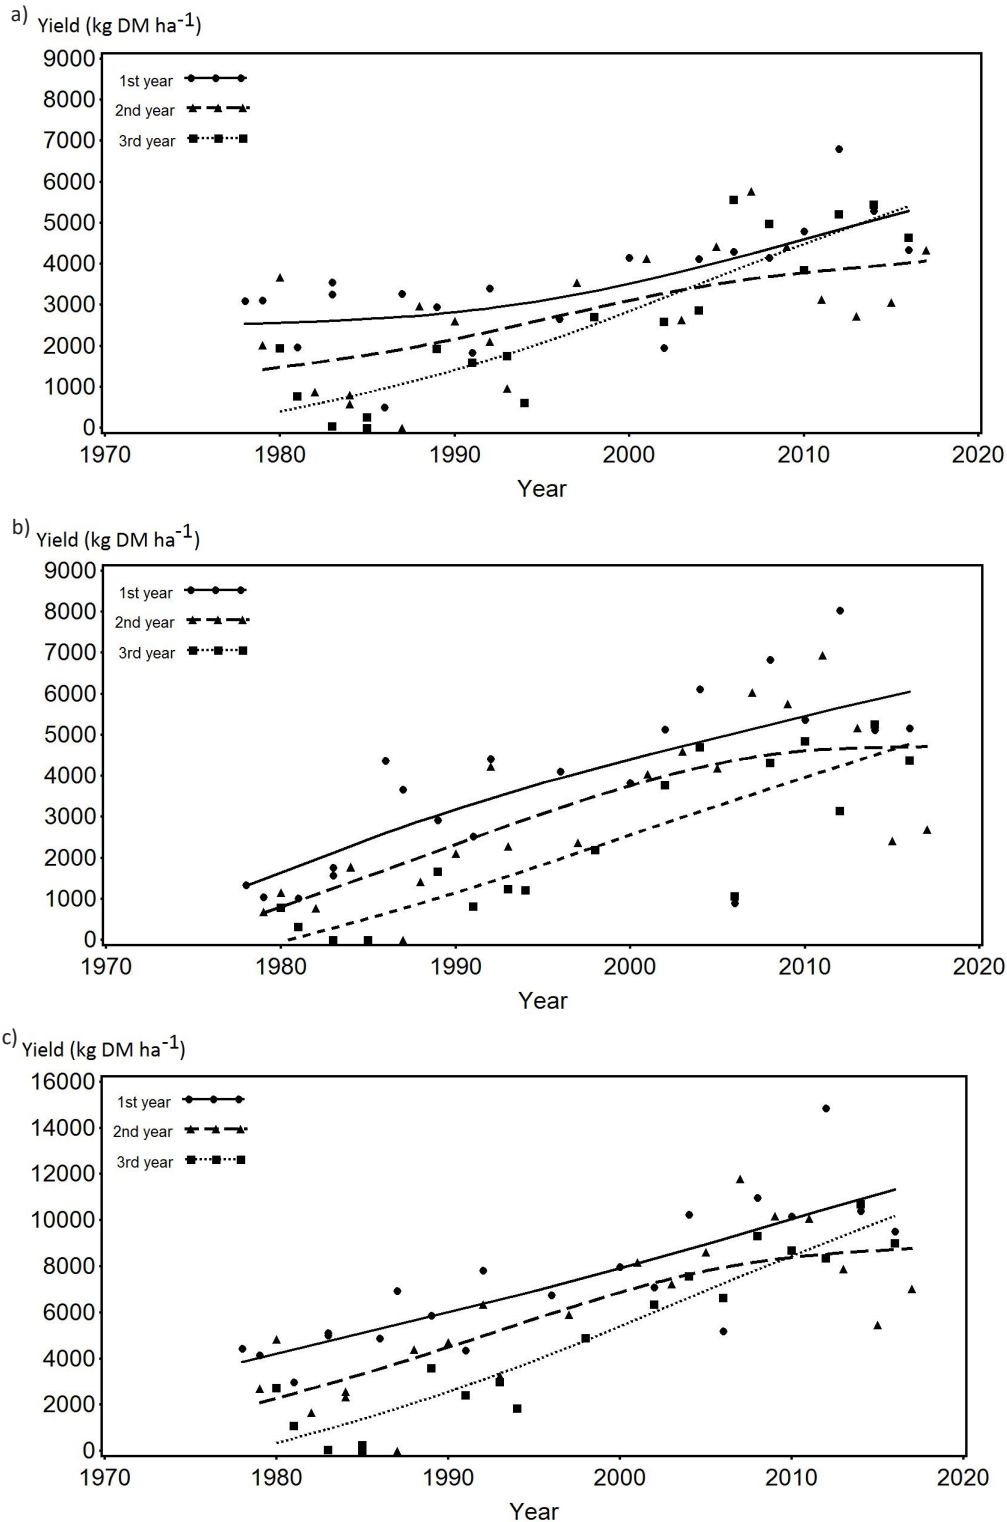 a) Yield (kg DM ha-1)
9000
1st year
8000
2nd year
7000
3rd year
6000
5000
4000
3000
2000
1000
0
1970 1980 1990 2000 2010 2020
Year
b) Yield (kg DM ha-1)
9000
1st year
8000
2nd year
7000
3rd year
6000
5000
4000
3000
2000
1000
0
1970 1980 1990 2000 2010 2020
Year
c) Yield (kg DM ha-1)
16000
1st year
14000
2nd year
3rd year
12000
10000
8000
6000
4000
2000
0
1970 1980 1990 2000 2010 2020
Year